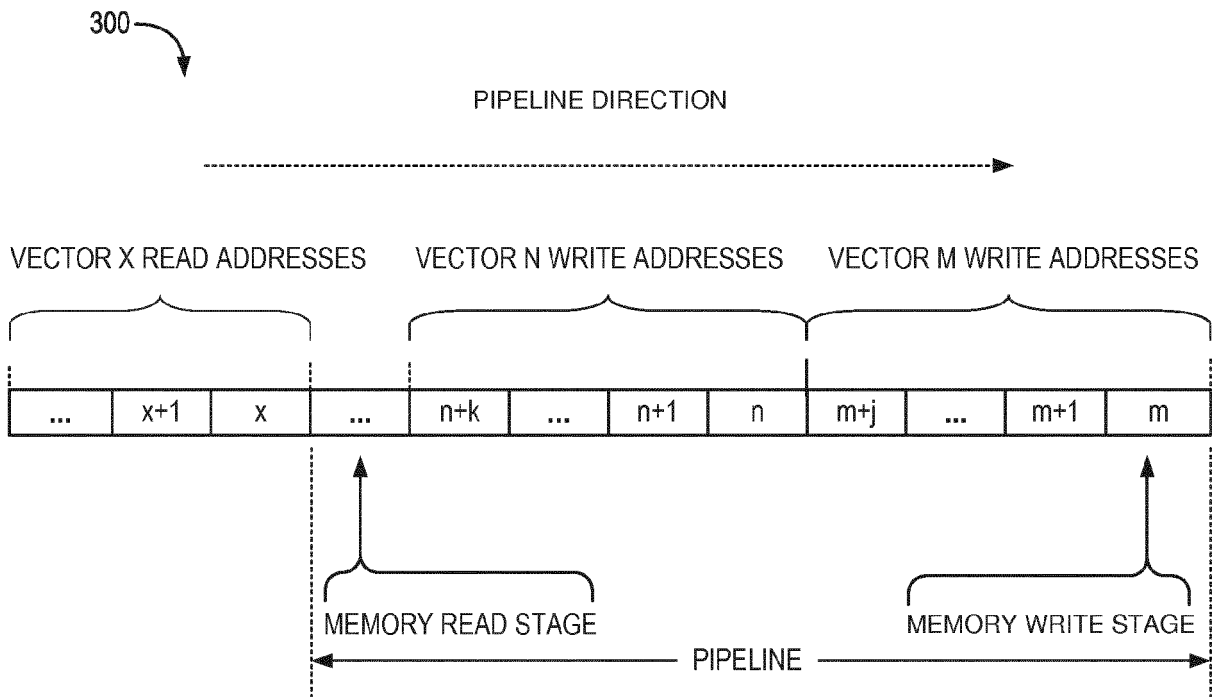 300
PIPELINE DIRECTION
VECTOR X READ ADDRESSES VECTOR N WRITE ADDRESSES VECTOR M WRITE ADDRESSES
... x+1 x ... n+k ... n+1 n m+j ... m+1 m
MEMORY READ STAGE MEMORY WRITE STAGE
PIPELINE